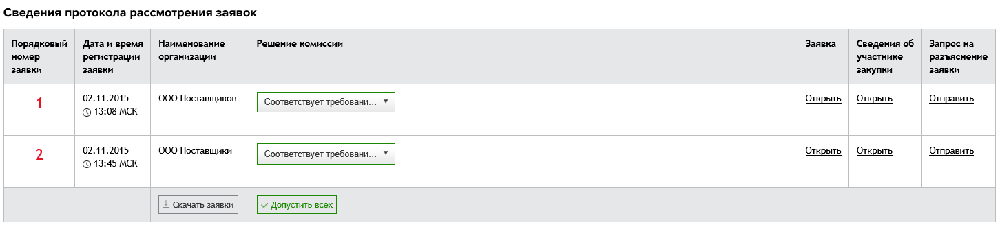 Сведения протокола рассмотрения заявок
Порядковый номер заявки
Дата и время регистрации заявки
Наименование организации
Решение комиссии
Заявка
Сведения об участнике закупки
Запрос на разъяснение заявки
1
02.11.2015
13:08 МСК
ООО Поставщиков
Соответствует требовани...
Открыть
Открыть
Отправить
2
02.11.2015
13:45 МСК
ООО Поставщики
Соответствует требовани...
Открыть
Открыть
Отправить
Скачать заявки
Допустить всех